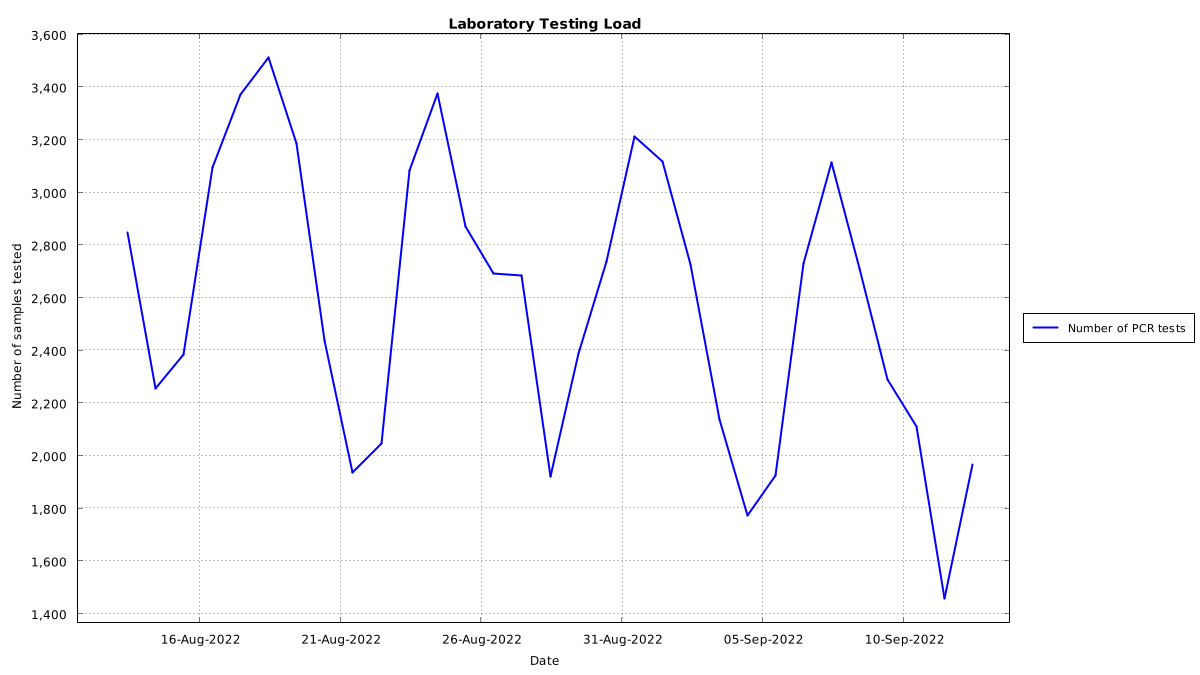 Laboratory Testing Load
3,600
3,400
3,200
3,000
2,800
2,600
2,400
2,200
2,000
1,800
1,600
1,400
Number of samples tested
16-Aug-2022 21-Aug-2022 26-Aug-2022 31-Aug-2022 05-Sep-2022 10-Sep-2022
Date
Number of PCR tests